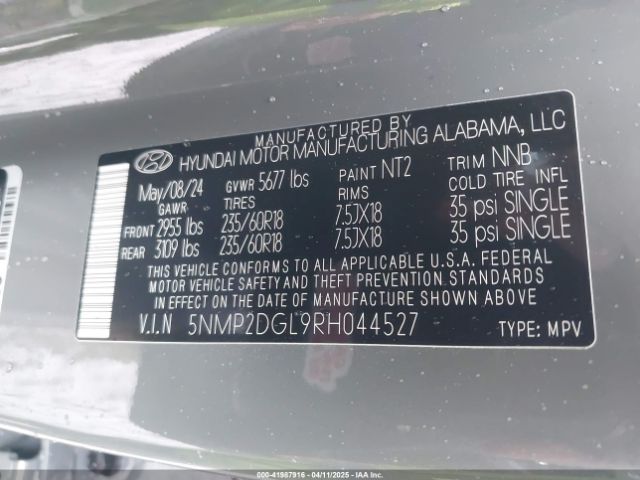 MANUFACTURED BY
HYUNDAI MOTOR MANUFACTURING ALABAMA, LLC
May/08/24 GVWR 5677 lbs PAINT NT2 TRIM NNB
GAWR TIRES RIMS COLD TIRE INFL
FRONT 2955 lbs 235/60R18 7.5JX18 35 psi SINGLE
REAR 3109 lbs 235/60R18 7.5JX18 35 psi SINGLE
THIS VEHICLE CONFORMS TO ALL APPLICABLE U.S.A. FEDERAL
MOTOR VEHICLE SAFETY AND THEFT PREVENTION STANDARDS
IN EFFECT ON THE DATE OF MANUFACTURE SHOWN ABOVE
V.I.N 5NMP2DGL9RH044527 TYPE: MPV
000-41987916 - 04/11/2025 - IAAI.COM